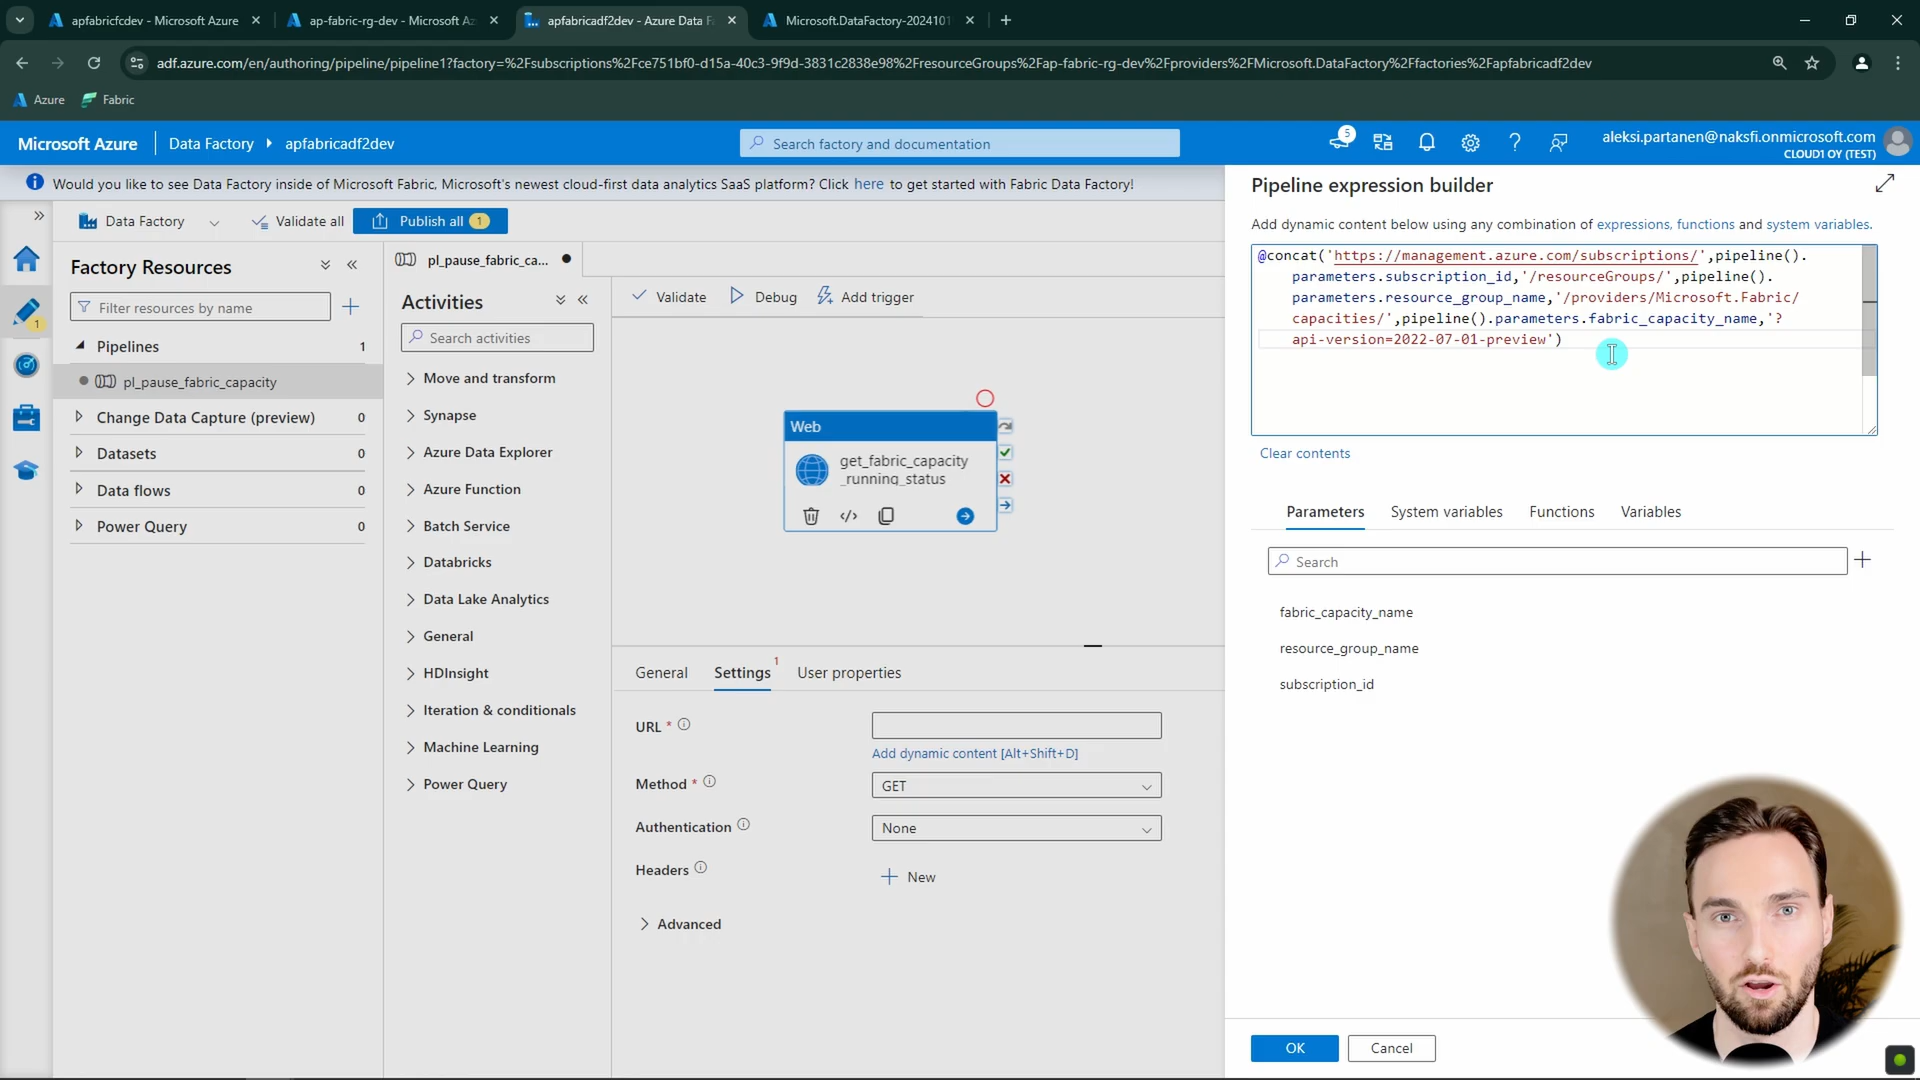 apfabricfcdev - Microsoft Azure
ap-fabric-rg-dev - Microsoft Az
apfabricadf2dev - Azure Data F
Microsoft.DataFactory-2024101
adf.azure.com/en/authoring/pipeline/pipeline1?factory=%2Fsubscriptions%2Fce751bf0-d15a-40c3-9f9d-3831c2838e98%2FresourceGroups%2Fap-fabric-rg-dev%2Fproviders%2FMicrosoft.DataFactory%2Ffactories%2Fapfabricadf2dev
Azure
Fabric
Microsoft Azure
Data Factory
apfabricadf2dev
Search factory and documentation
5
aleksi.partanen@naksfi.onmicrosoft.com
CLOUD1 OY (TEST)
Would you like to see Data Factory inside of Microsoft Fabric, Microsoft's newest cloud-first data analytics SaaS platform? Click here to get started with Fabric Data Factory!
Data Factory
Validate all
Publish all 1
1
Factory Resources
Filter resources by name
Pipelines 1
pl_pause_fabric_capacity
Change Data Capture (preview) 0
Datasets 0
Data flows 0
Power Query 0
pl_pause_fabric_ca...
Activities
Search activities
Move and transform
Synapse
Azure Data Explorer
Azure Function
Batch Service
Databricks
Data Lake Analytics
General
HDInsight
Iteration & conditionals
Machine Learning
Power Query
Validate
Debug
Add trigger
Web
get_fabric_capacity
_running_status
General
Settings 1
User properties
URL *
Add dynamic content [Alt+Shift+D]
Method *
GET
Authentication
None
Headers
New
Advanced
Pipeline expression builder
Add dynamic content below using any combination of expressions, functions and system variables.
@concat('https://management.azure.com/subscriptions/',pipeline().
parameters.subscription_id,'/resourceGroups/',pipeline().
parameters.resource_group_name,'/providers/Microsoft.Fabric/
capacities/',pipeline().parameters.fabric_capacity_name,'?
api-version=2022-07-01-preview')
Clear contents
Parameters
System variables
Functions
Variables
Search
fabric_capacity_name
resource_group_name
subscription_id
OK
Cancel